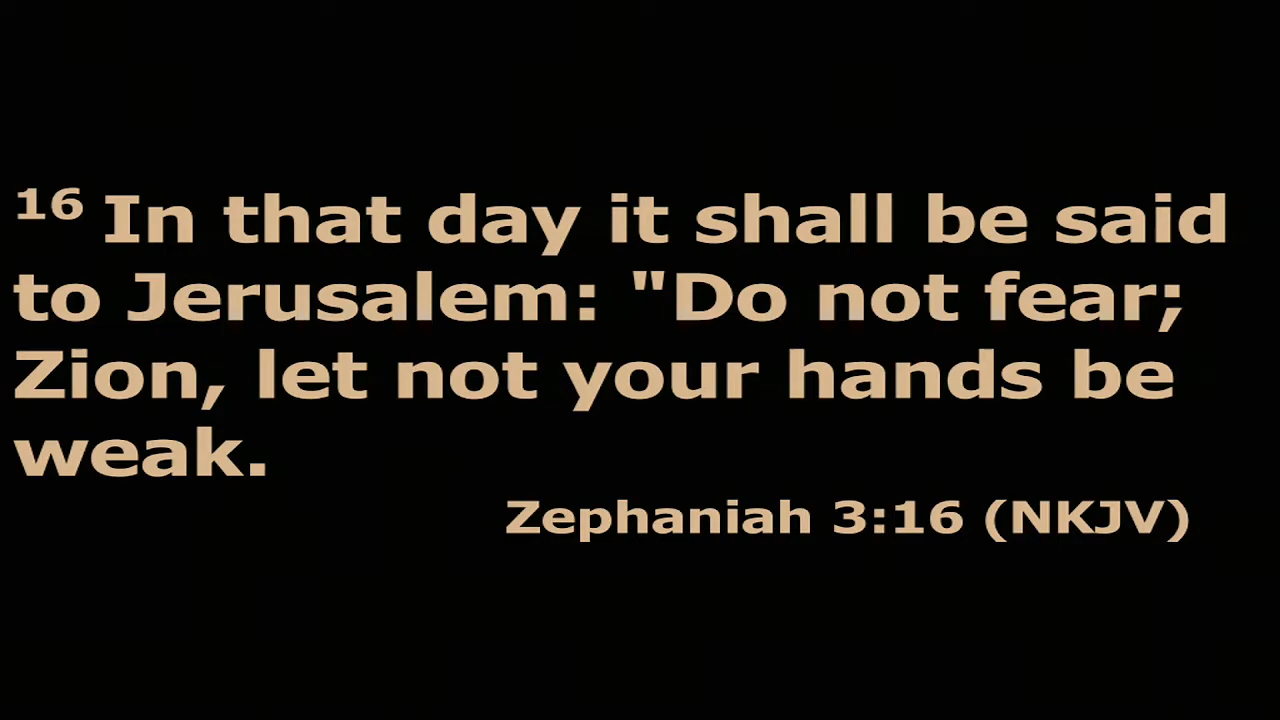 16 In that day it shall be said
to Jerusalem: "Do not fear;
Zion, let not your hands be
weak.
Zephaniah 3:16 (NKJV)